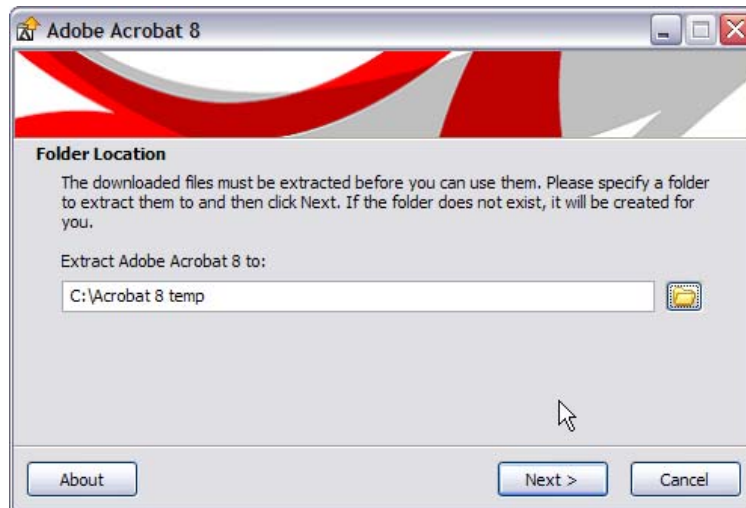 Adobe Acrobat 8
Folder Location
The downloaded files must be extracted before you can use them. Please specify a folder
to extract them to and then click Next. If the folder does not exist, it will be created for
you.
Extract Adobe Acrobat 8 to:
C:\Acrobat 8 temp
About
Next >
Cancel